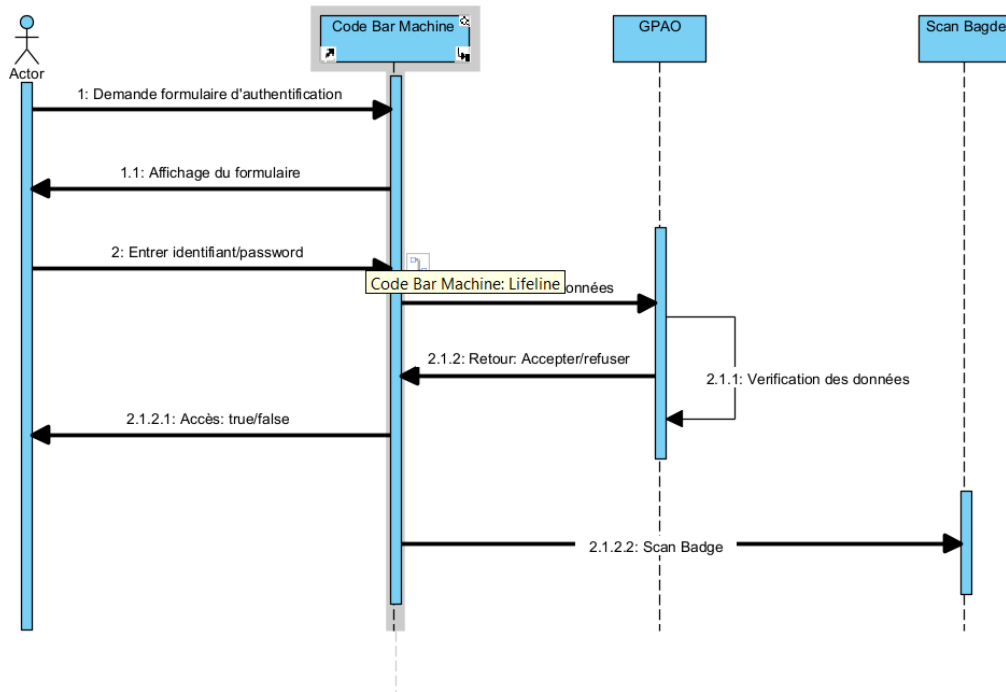 Code Bar Machine
GPAO
Scan Bagde
Actor
1: Demande formulaire d'authentification
1.1: Affichage du formulaire
2: Entrer identifiant/password
Code Bar Machine: Lifeline
2.1.2: Retour: Accepter/refuser
2.1.1: Verification des données
2.1.2.1: Accès: true/false
2.1.2.2: Scan Badge